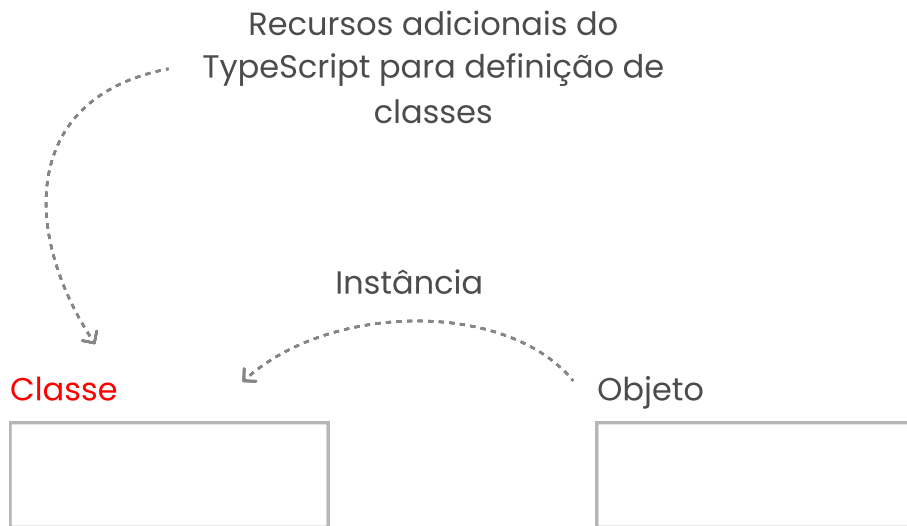 Recursos adicionais do
TypeScript para definição de
classes
Instância
Classe
Objeto